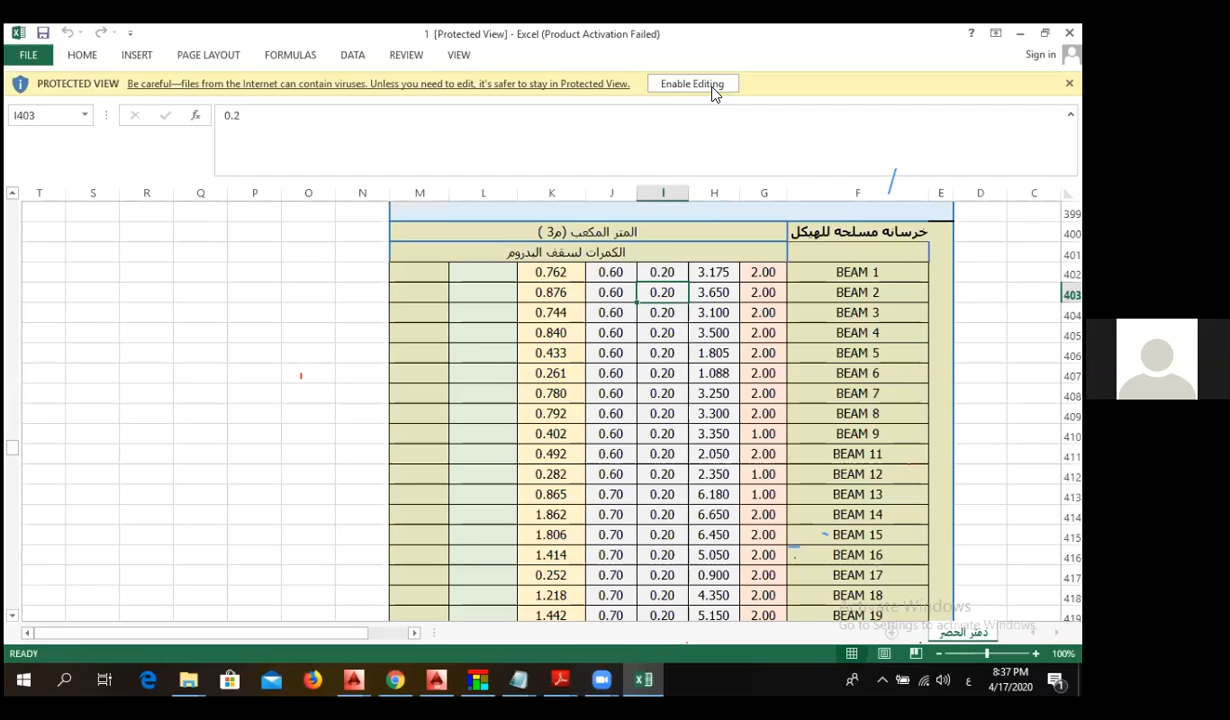 1 [Protected View] - Excel (Product Activation Failed)
? 
FILE HOME INSERT PAGE LAYOUT FORMULAS DATA REVIEW VIEW Sign in
PROTECTED VIEW Be careful—files from the Internet can contain viruses. Unless you need to edit, it's safer to stay in Protected View. Enable Editing
I403 fx 0.2
T S R Q P O N M L K J I H G F E D C
399
خرسانه مسلحه للهيكل المتر المكعب (م3 ) 400
الكمرات لسقف البدروم 401
0.762 0.60 0.20 3.175 2.00 BEAM 1 402
0.876 0.60 0.20 3.650 2.00 BEAM 2 403
0.744 0.60 0.20 3.100 2.00 BEAM 3 404
0.840 0.60 0.20 3.500 2.00 BEAM 4 405
0.433 0.60 0.20 1.805 2.00 BEAM 5 406
0.261 0.60 0.20 1.088 2.00 BEAM 6 407
0.780 0.60 0.20 3.250 2.00 BEAM 7 408
0.792 0.60 0.20 3.300 2.00 BEAM 8 409
0.402 0.60 0.20 3.350 1.00 BEAM 9 410
0.492 0.60 0.20 2.050 2.00 BEAM 11 411
0.282 0.60 0.20 2.350 1.00 BEAM 12 412
0.865 0.70 0.20 6.180 1.00 BEAM 13 413
1.862 0.70 0.20 6.650 2.00 BEAM 14 414
1.806 0.70 0.20 6.450 2.00 BEAM 15 415
1.414 0.70 0.20 5.050 2.00 BEAM 16 416
0.252 0.70 0.20 0.900 2.00 BEAM 17 417
1.218 0.70 0.20 4.350 2.00 BEAM 18 418
1.442 0.70 0.20 5.150 2.00 BEAM 19 419
Activate Windows
Go to Settings to activate Windows.
دفتر الحصر
READY 100%
ع 8:37 PM
4/17/2020 1